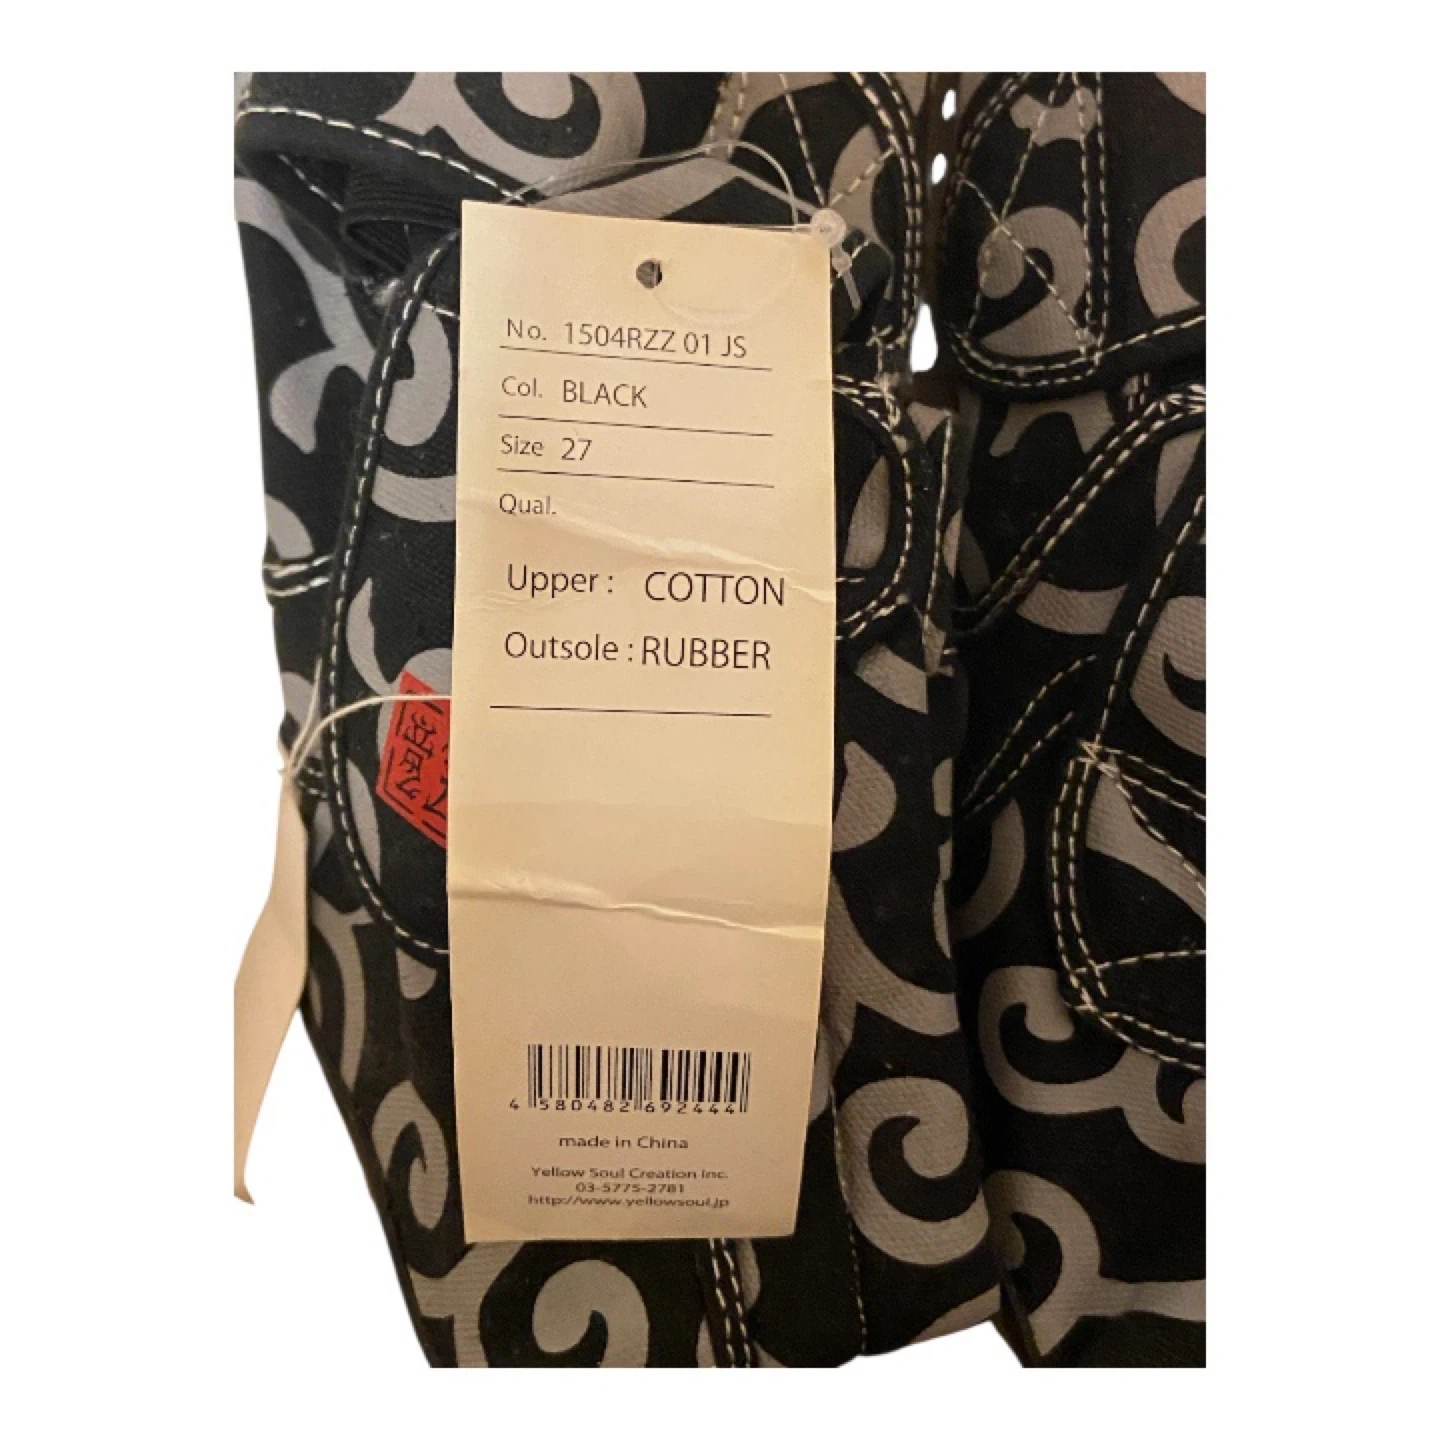 No. 1504RZZ 01 JS
Col. BLACK
Size 27
Qual.
Upper : COTTON
Outsole : RUBBER
4 580482 692444
made in China
Yellow Soul Creation Inc.
03-5775-2781
http://www.yellowsoul.jp